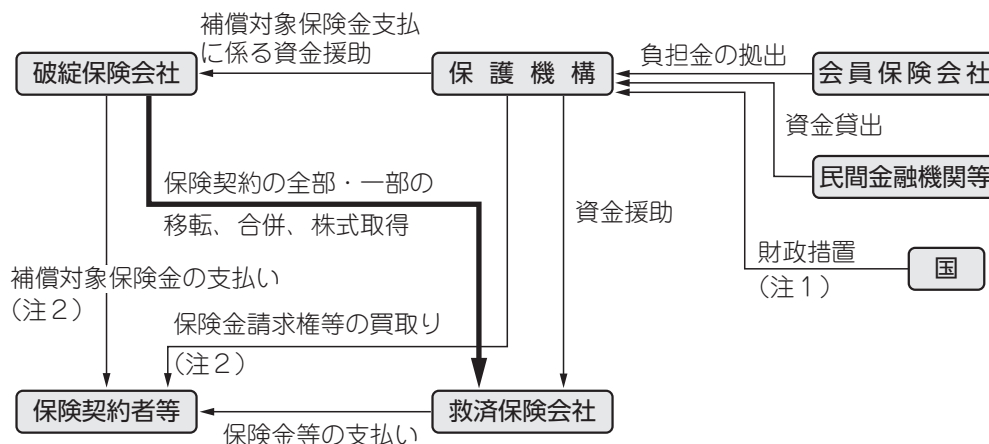 補償対象保険金支払
に係る資金援助
破綻保険会社
保護機構
負担金の拠出
会員保険会社
資金貸出
民間金融機関等
保険契約の全部・一部の
移転、合併、株式取得
資金援助
財政措置
（注１）
国
補償対象保険金の支払い
（注２）
保険金請求権等の買取り
（注２）
保険契約者等
救済保険会社
保険金等の支払い